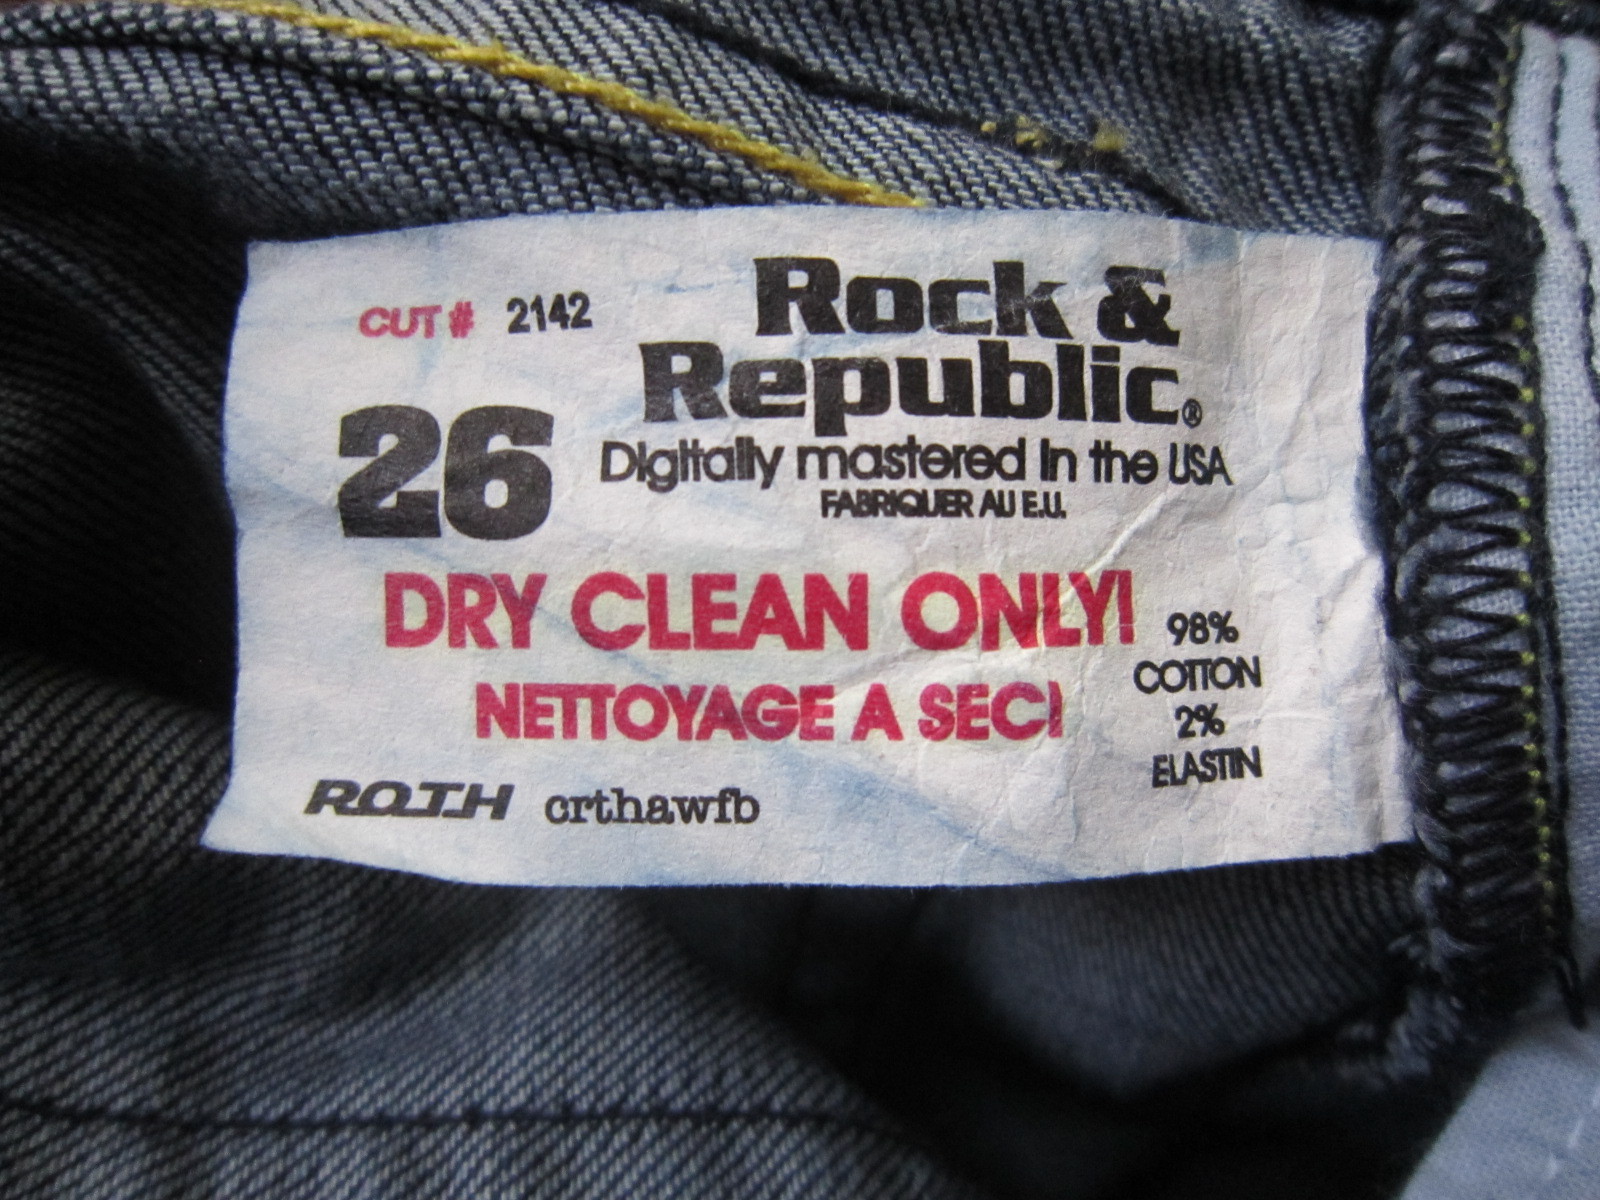 CUT # 2142
Rock &
Republic®
26
Digitally mastered in the USA
FABRIQUER AU E.U.
DRY CLEAN ONLY!
NETTOYAGE A SEC!
98%
COTTON
2%
ELASTIN
ROTH crthawfb